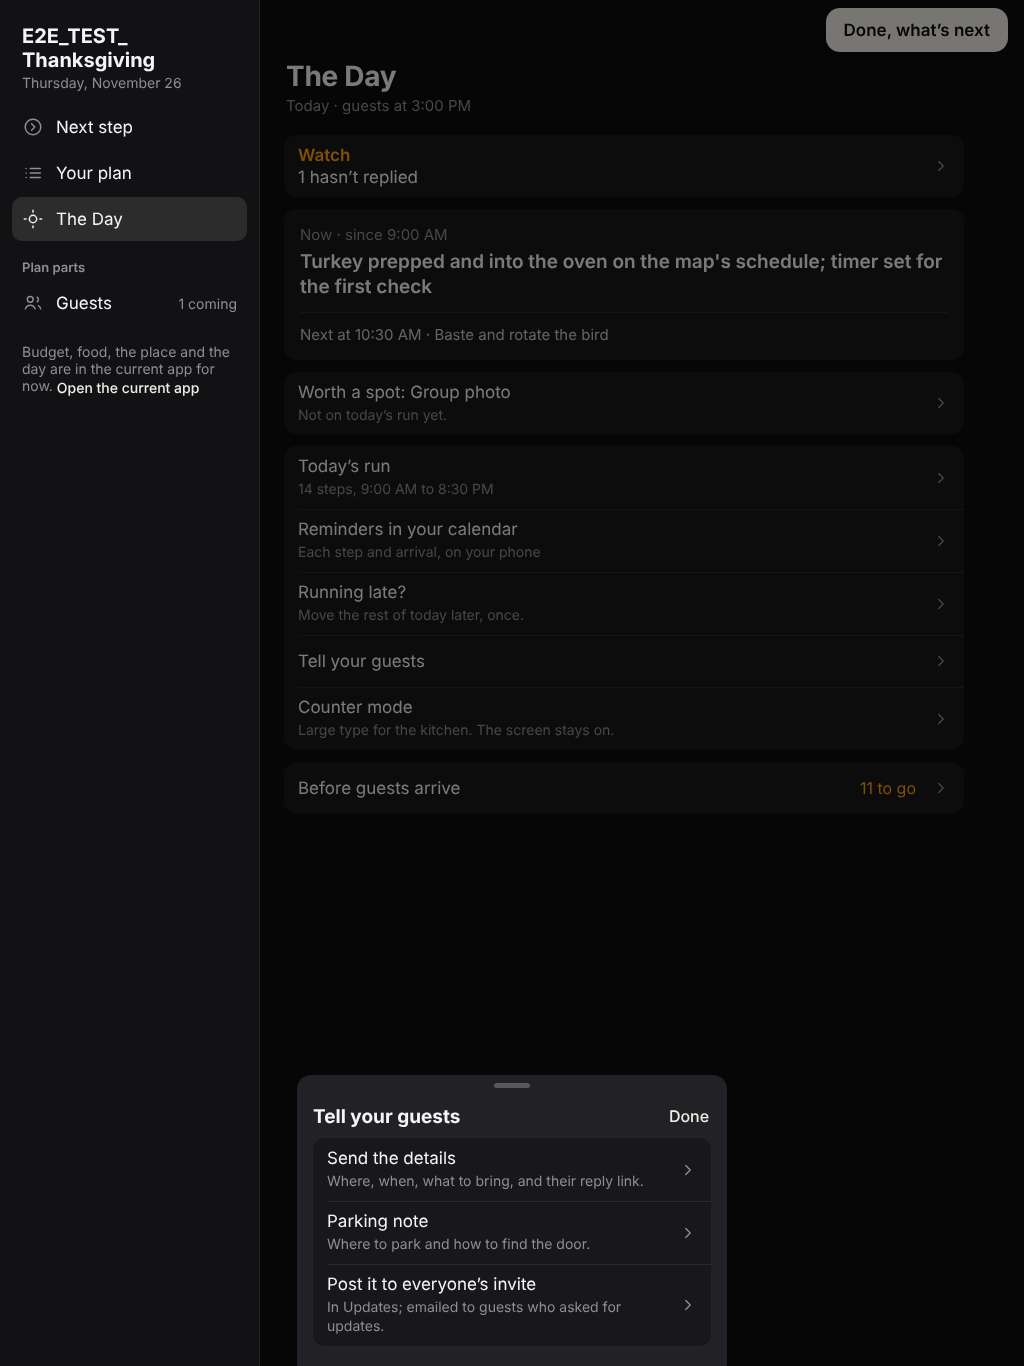 E2E_TEST_
Thanksgiving
Thursday, November 26
Next step
Your plan
The Day
Plan parts
Guests 1 coming
Budget, food, the place and the
day are in the current app for
now. Open the current app
Done, what’s next
The Day
Today · guests at 3:00 PM
Watch
1 hasn’t replied
Now · since 9:00 AM
Turkey prepped and into the oven on the map's schedule; timer set for
the first check
Next at 10:30 AM · Baste and rotate the bird
Worth a spot: Group photo
Not on today’s run yet.
Today’s run
14 steps, 9:00 AM to 8:30 PM
Reminders in your calendar
Each step and arrival, on your phone
Running late?
Move the rest of today later, once.
Tell your guests
Counter mode
Large type for the kitchen. The screen stays on.
Before guests arrive 11 to go
Tell your guests Done
Send the details
Where, when, what to bring, and their reply link.
Parking note
Where to park and how to find the door.
Post it to everyone’s invite
In Updates; emailed to guests who asked for
updates.